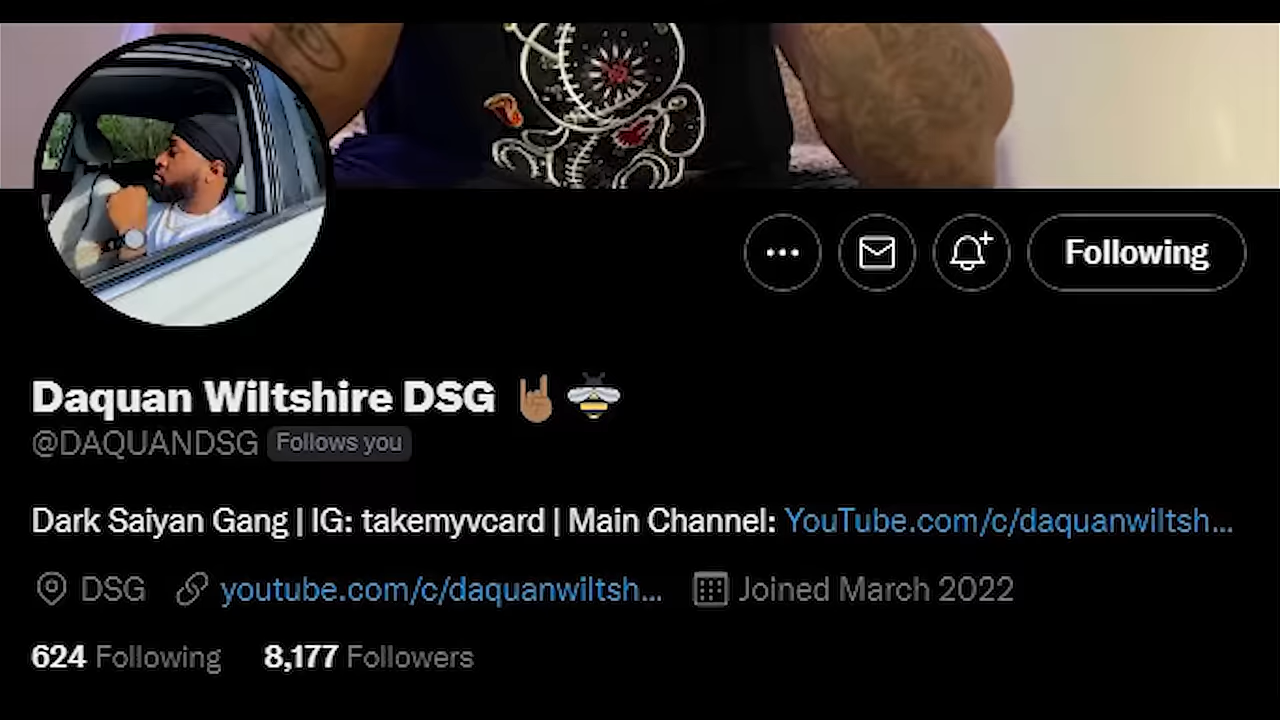 Following
Daquan Wiltshire DSG 🤘🏽 🐝
@DAQUANDSG Follows you
Dark Saiyan Gang | IG: takemyvcard | Main Channel: YouTube.com/c/daquanwiltsh...
DSG youtube.com/c/daquanwiltsh... Joined March 2022
624 Following 8,177 Followers